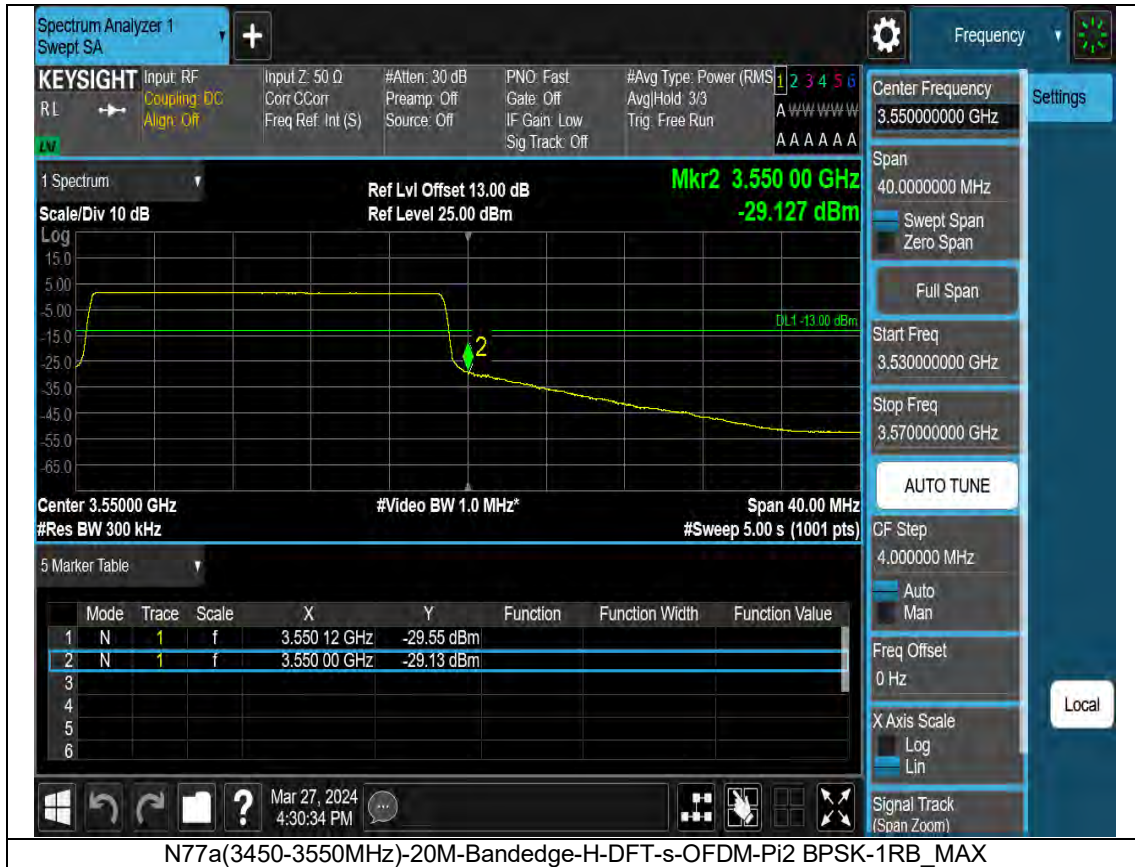 Spectrum Analyzer 1
Swept SA
+
Frequency
KEYSIGHT
RL
Input: RF
Coupling: DC
Align: Off
Input Z: 50 Ω
Corr CCorr
Freq Ref: Int (S)
#Atten: 30 dB
Preamp: Off
Source: Off
PNO: Fast
Gate: Off
IF Gain: Low
Sig Track: Off
#Avg Type: Power (RMS
Avg|Hold: 3/3
Trig: Free Run
1 2 3 4 5 6
A W W W W W
A A A A A A
1 Spectrum
Scale/Div 10 dB
Ref Lvl Offset 13.00 dB
Ref Level 25.00 dBm
Mkr2 3.550 00 GHz
-29.127 dBm
Log
15.0
5.00
-5.00
-15.0
-25.0
-35.0
-45.0
-55.0
-65.0
DL1 -13.00 dBm
2
Center 3.55000 GHz
#Res BW 300 kHz
#Video BW 1.0 MHz*
Span 40.00 MHz
#Sweep 5.00 s (1001 pts)
5 Marker Table
Mode Trace Scale X Y Function Function Width Function Value
1 N 1 f 3.550 12 GHz -29.55 dBm
2 N 1 f 3.550 00 GHz -29.13 dBm
3
4
5
6
Mar 27, 2024
4:30:34 PM
?
Center Frequency
3.550000000 GHz
Settings
Span
40.0000000 MHz
Swept Span
Zero Span
Full Span
Start Freq
3.530000000 GHz
Stop Freq
3.570000000 GHz
AUTO TUNE
CF Step
4.000000 MHz
Auto
Man
Freq Offset
0 Hz
X Axis Scale
Log
Lin
Local
Signal Track
(Span Zoom)
N77a(3450-3550MHz)-20M-Bandedge-H-DFT-s-OFDM-Pi2 BPSK-1RB_MAX